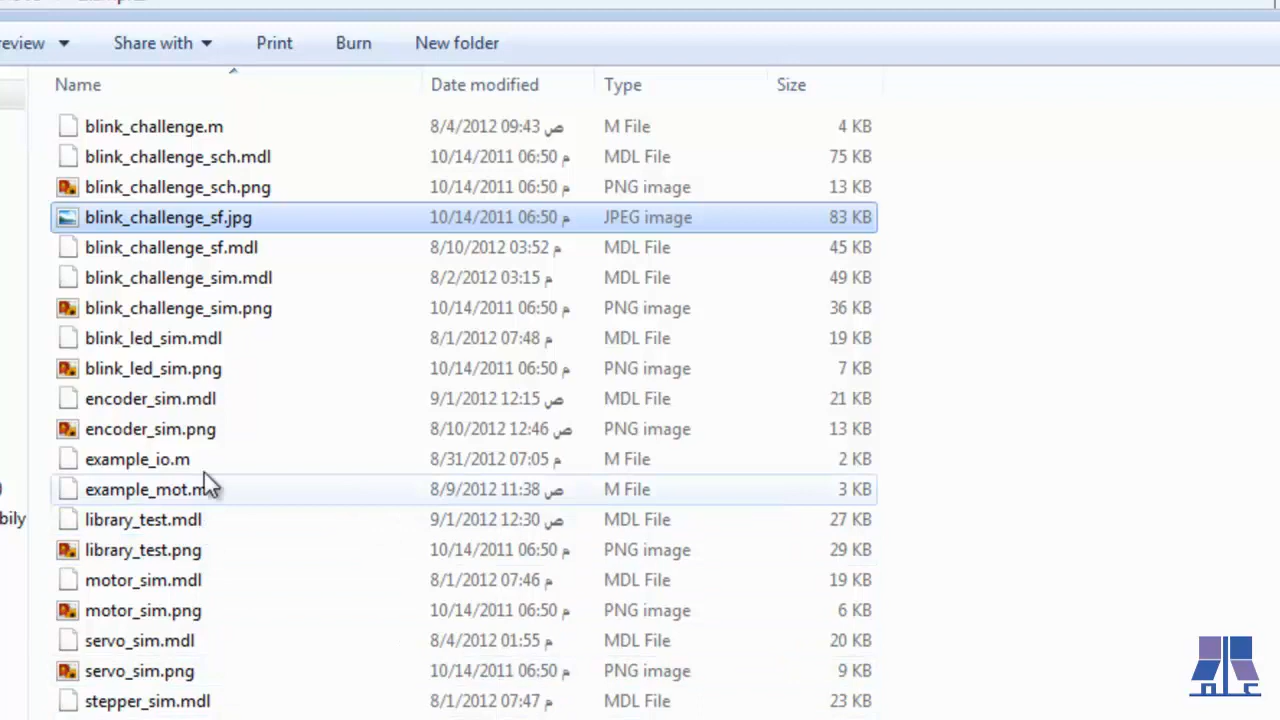 review Share with Print Burn New folder
Name Date modified Type Size
blink_challenge.m 8/4/2012 09:43 ص M File 4 KB
blink_challenge_sch.mdl 10/14/2011 06:50 م MDL File 75 KB
blink_challenge_sch.png 10/14/2011 06:50 م PNG image 13 KB
blink_challenge_sf.jpg 10/14/2011 06:50 م JPEG image 83 KB
blink_challenge_sf.mdl 8/10/2012 03:52 م MDL File 45 KB
blink_challenge_sim.mdl 8/2/2012 03:15 م MDL File 49 KB
blink_challenge_sim.png 10/14/2011 06:50 م PNG image 36 KB
blink_led_sim.mdl 8/1/2012 07:48 م MDL File 19 KB
blink_led_sim.png 10/14/2011 06:50 م PNG image 7 KB
encoder_sim.mdl 9/1/2012 12:15 ص MDL File 21 KB
encoder_sim.png 8/10/2012 12:46 ص PNG image 13 KB
example_io.m 8/31/2012 07:05 م M File 2 KB
example_mot.m 8/9/2012 11:38 ص M File 3 KB
bily library_test.mdl 9/1/2012 12:30 ص MDL File 27 KB
library_test.png 10/14/2011 06:50 م PNG image 29 KB
motor_sim.mdl 8/1/2012 07:46 م MDL File 19 KB
motor_sim.png 10/14/2011 06:50 م PNG image 6 KB
servo_sim.mdl 8/4/2012 01:55 م MDL File 20 KB
servo_sim.png 10/14/2011 06:50 م PNG image 9 KB
stepper_sim.mdl 8/1/2012 07:47 م MDL File 23 KB